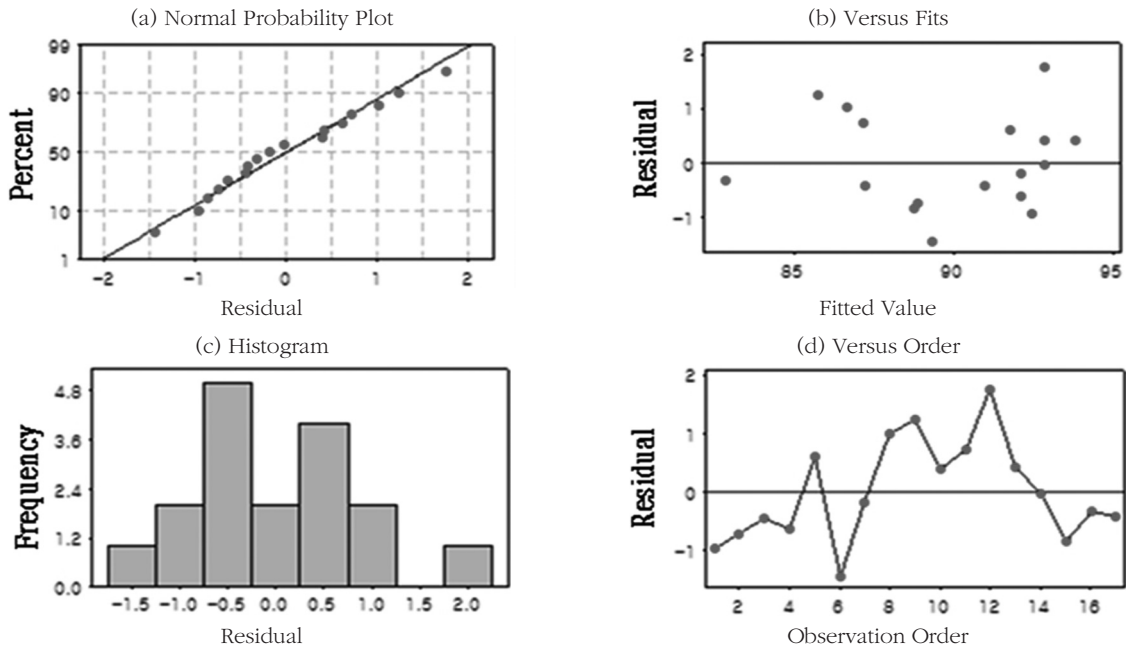 (a) Normal Probability Plot
99
90
50
10
1
Percent
−2 −1 0 1 2
Residual
(b) Versus Fits
2
1
0
−1
Residual
85 90 95
Fitted Value
(c) Histogram
4.8
3.6
2.4
1.2
0.0
Frequency
−1.5 −1.0 −0.5 0.0 0.5 1.0 1.5 2.0
Residual
(d) Versus Order
2
1
0
−1
Residual
2 4 6 8 10 12 14 16
Observation Order